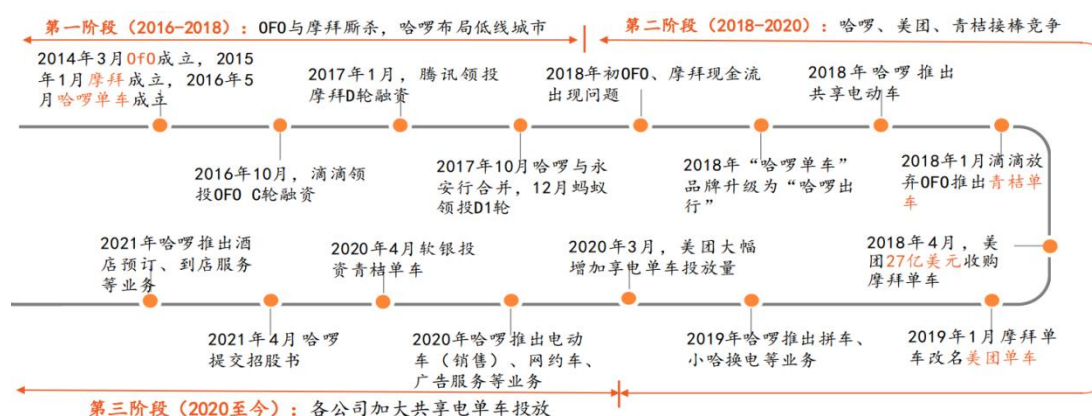 第一阶段（2016-2018）：OFO与摩拜厮杀，哈啰布局低线城市
第二阶段（2018-2020）：哈啰、美团、青桔接棒竞争
2014年3月OfO成立，2015
年1月摩拜成立，2016年5
月哈啰单车成立
2017年1月，腾讯领投
摩拜D轮融资
2018年初OFO、摩拜现金流
出现问题
2018年哈啰推出
共享电动车
2016年10月，滴滴领
投OFO C轮融资
2017年10月哈啰与永
安行合并，12月蚂蚁
领投D1轮
2018年“哈啰单车”
品牌升级为“哈啰出
行”
2018年1月滴滴放
弃OFO推出青桔单
车
2018年4月，美
团27亿美元收购
摩拜单车
2019年1月摩拜单
车改名美团单车
2019年哈啰推出拼车、
小哈换电等业务
2020年3月，美团大幅
增加享电单车投放量
2020年哈啰推出电动
车（销售）、网约车、
广告服务等业务
2020年4月软银投
资青桔单车
2021年4月哈啰
提交招股书
2021年哈啰推出酒
店预订、到店服务
等业务
第三阶段（2020至今）：各公司加大共享电单车投放